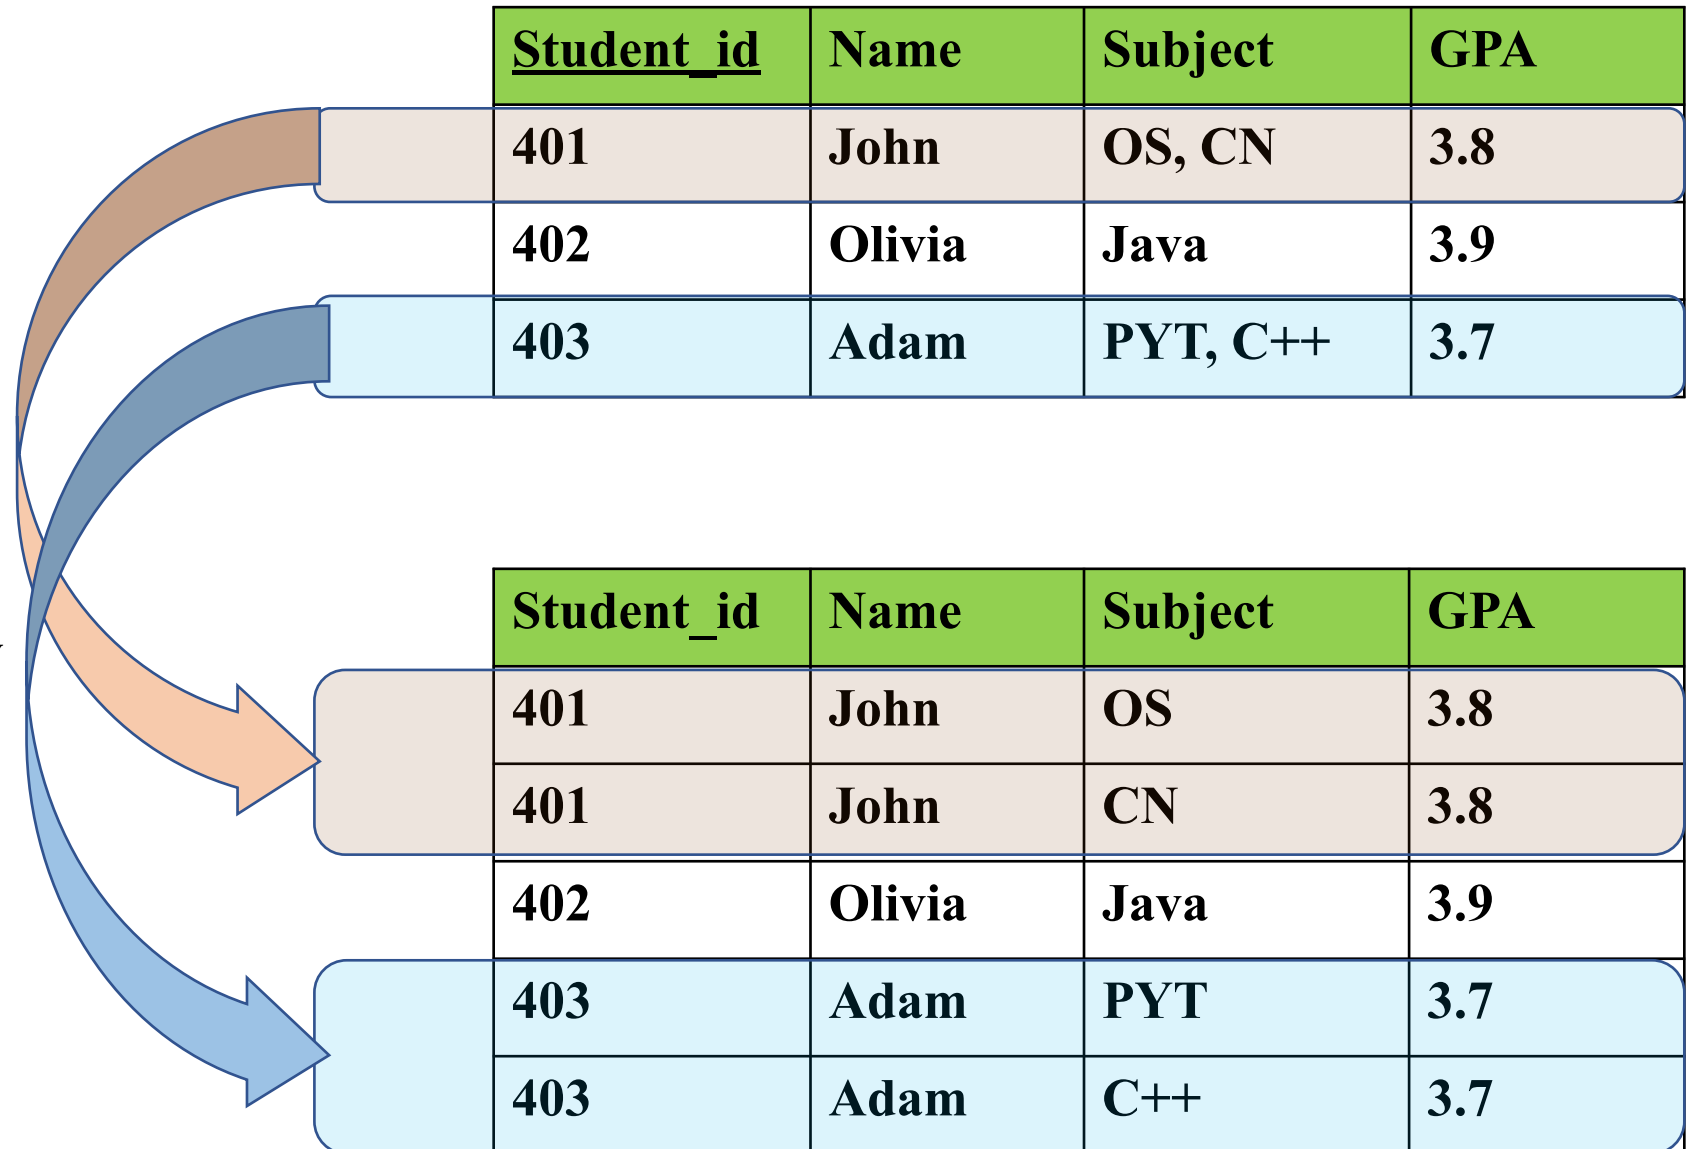 Student_id Name Subject GPA
401 John OS, CN 3.8
402 Olivia Java 3.9
403 Adam PYT, C++ 3.7
Student_id Name Subject GPA
401 John OS 3.8
401 John CN 3.8
402 Olivia Java 3.9
403 Adam PYT 3.7
403 Adam C++ 3.7